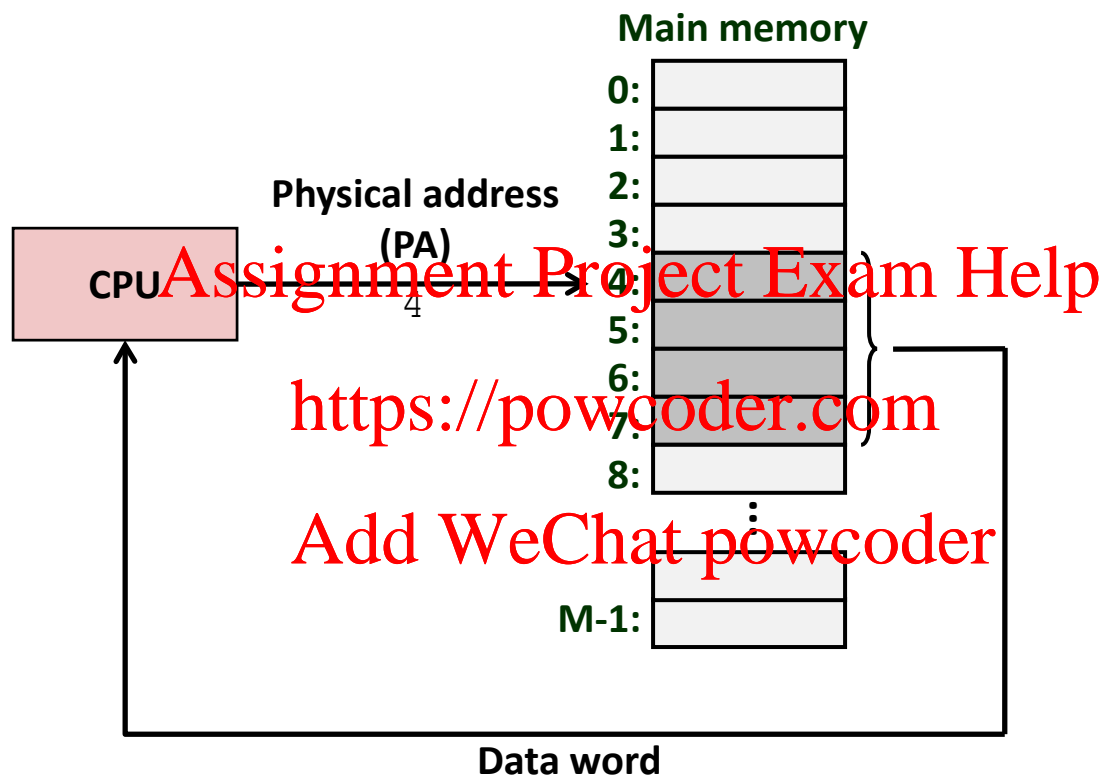 Main memory
0:
1:
2:
Physical address
(PA)
3:
CPU
4
4:
5:
6:
7:
8:
M-1:
Data word
Assignment Project Exam Help
https://powcoder.com
Add WeChat powcoder